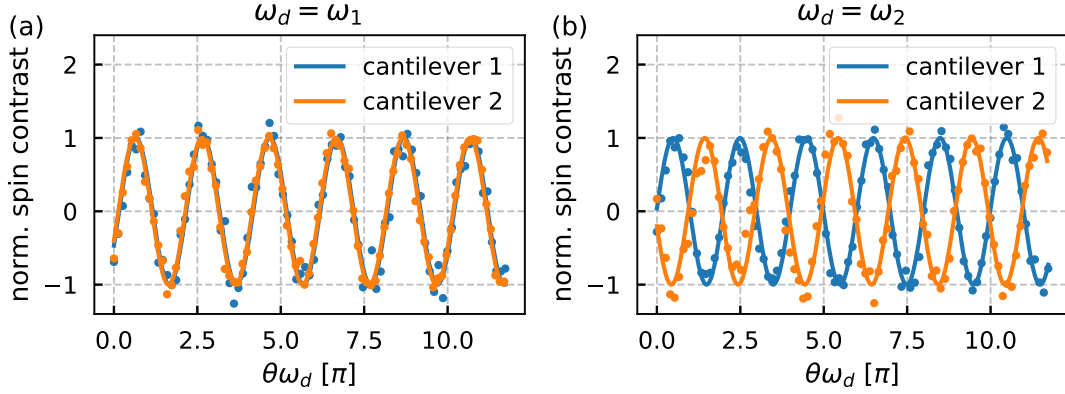 (a)
ω_d = ω_1
norm. spin contrast
2
1
0
−1
cantilever 1
cantilever 2
0.0 2.5 5.0 7.5 10.0
θω_d [π]
(b)
ω_d = ω_2
norm. spin contrast
2
1
0
−1
cantilever 1
cantilever 2
0.0 2.5 5.0 7.5 10.0
θω_d [π]